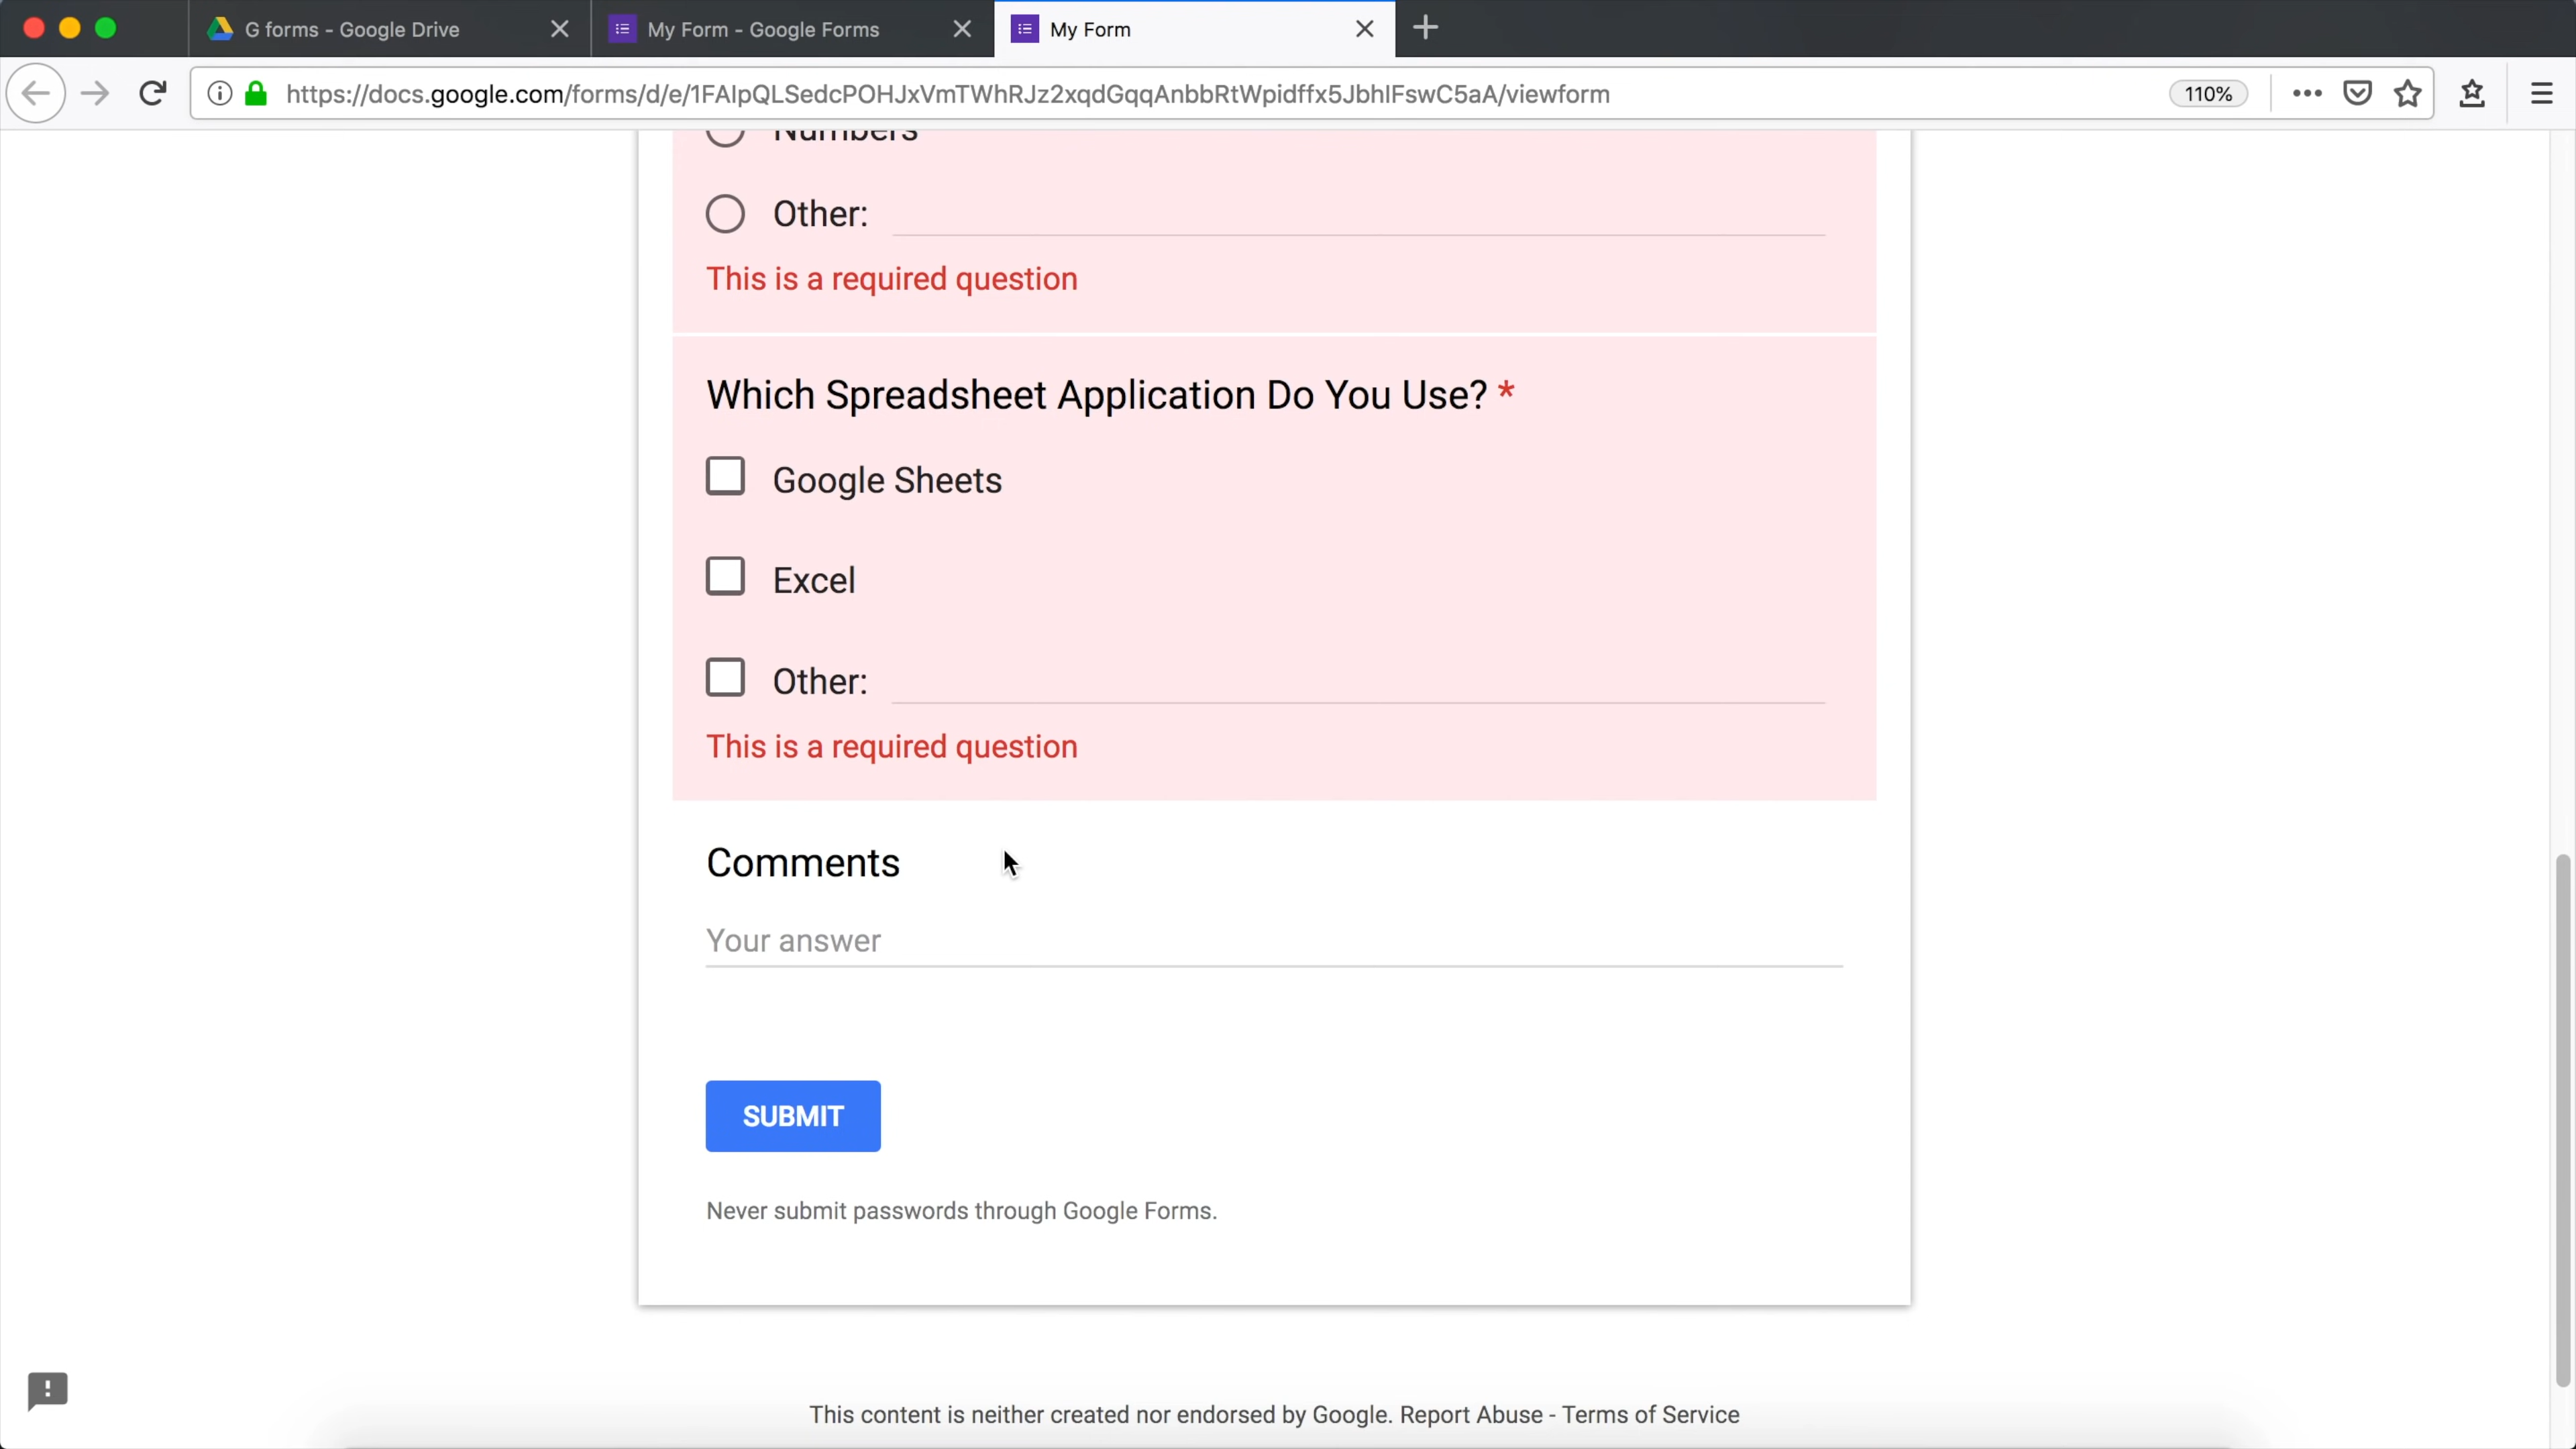 G forms - Google Drive
My Form - Google Forms
My Form
https://docs.google.com/forms/d/e/1FAIpQLSedcPOHJxVmTWhRJz2xqdGqqAnbbRtWpidffx5JbhIFswC5aA/viewform
110%
Numbers
Other:
This is a required question
Which Spreadsheet Application Do You Use? *
Google Sheets
Excel
Other:
This is a required question
Comments
Your answer
SUBMIT
Never submit passwords through Google Forms.
This content is neither created nor endorsed by Google. Report Abuse - Terms of Service